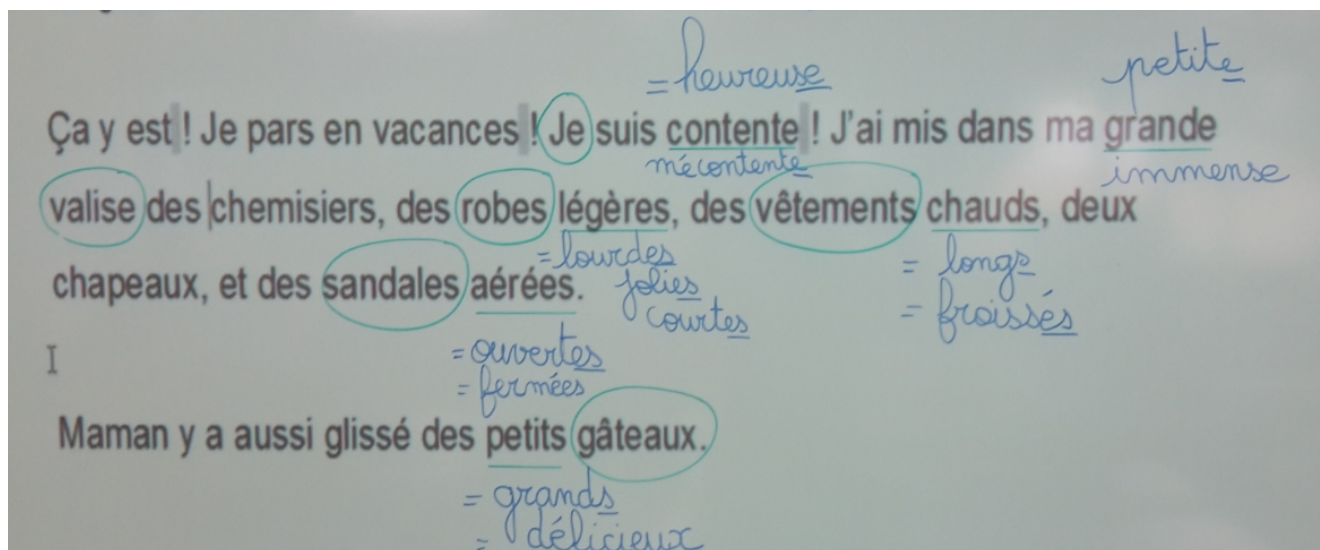 = heureuse petite
Ça y est ! Je pars en vacances ! Je suis contente ! J'ai mis dans ma grande
mécontente immense
valise des chemisiers, des robes légères, des vêtements chauds, deux
= lourdes = longs
chapeaux, et des sandales aérées. jolies
courtes = froissés
= ouvertes
= fermées
Maman y a aussi glissé des petits gâteaux.
= grands
= délicieux